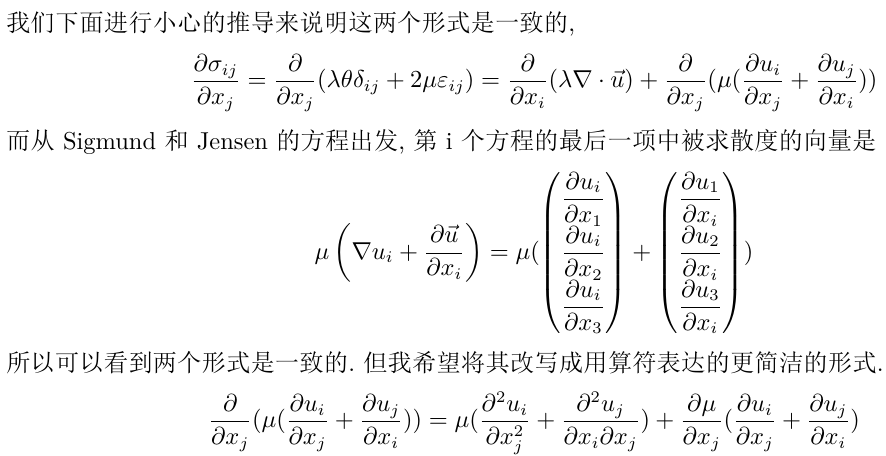 我们下面进行小心的推导来说明这两个形式是一致的,
$$\frac{\partial \sigma_{ij}}{\partial x_j} = \frac{\partial}{\partial x_j}(\lambda\theta\delta_{ij} + 2\mu\varepsilon_{ij}) = \frac{\partial}{\partial x_i}(\lambda\nabla\cdot\vec{u}) + \frac{\partial}{\partial x_j}(\mu(\frac{\partial u_i}{\partial x_j} + \frac{\partial u_j}{\partial x_i}))$$
而从 Sigmund 和 Jensen 的方程出发, 第 i 个方程的最后一项中被求散度的向量是
$$\mu\left(\nabla u_i + \frac{\partial \vec{u}}{\partial x_i}\right) = \mu(\begin{pmatrix} \frac{\partial u_i}{\partial x_1} \\ \frac{\partial u_i}{\partial x_2} \\ \frac{\partial u_i}{\partial x_3} \end{pmatrix} + \begin{pmatrix} \frac{\partial u_1}{\partial x_i} \\ \frac{\partial u_2}{\partial x_i} \\ \frac{\partial u_3}{\partial x_i} \end{pmatrix})$$
所以可以看到两个形式是一致的. 但我希望将其改写成用算符表达的更简洁的形式.
$$\frac{\partial}{\partial x_j}(\mu(\frac{\partial u_i}{\partial x_j} + \frac{\partial u_j}{\partial x_i})) = \mu(\frac{\partial^2 u_i}{\partial x_j^2} + \frac{\partial^2 u_j}{\partial x_i \partial x_j}) + \frac{\partial \mu}{\partial x_j}(\frac{\partial u_i}{\partial x_j} + \frac{\partial u_j}{\partial x_i})$$